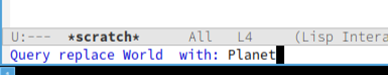 U:--- *scratch* All L4 (Lisp Intera
Query replace World with: Planet